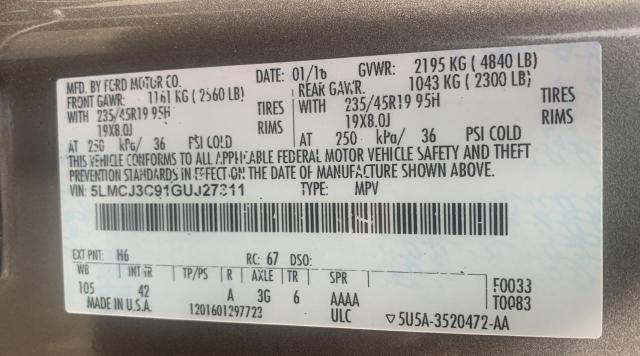 MFD. BY FORD MOTOR CO.
DATE: 01/16 GVWR: 2195 KG ( 4840 LB)
FRONT GAWR: 1161 KG (2560 LB) REAR GAWR: 1043 KG ( 2300 LB)
WITH 235/45R19 95H TIRES WITH 235/45R19 95H TIRES
19X8.0J RIMS 19X8.0J RIMS
AT 250 kPa/ 36 PSI COLD AT 250 kPa/ 36 PSI COLD
THIS VEHICLE CONFORMS TO ALL APPLICABLE FEDERAL MOTOR VEHICLE SAFETY AND THEFT
PREVENTION STANDARDS IN EFFECT ON THE DATE OF MANUFACTURE SHOWN ABOVE.
VIN: 5LMCJ3C91GUJ27311 TYPE: MPV
EXT PNT: H6 RC: 67 DSO:
WB INT TR TP/PS R AXLE TR SPR F0033
105 42 A 3G 6 AAAA T0083
MADE IN U.S.A. 1201601297723 ULC ▽5U5A-3520472-AA